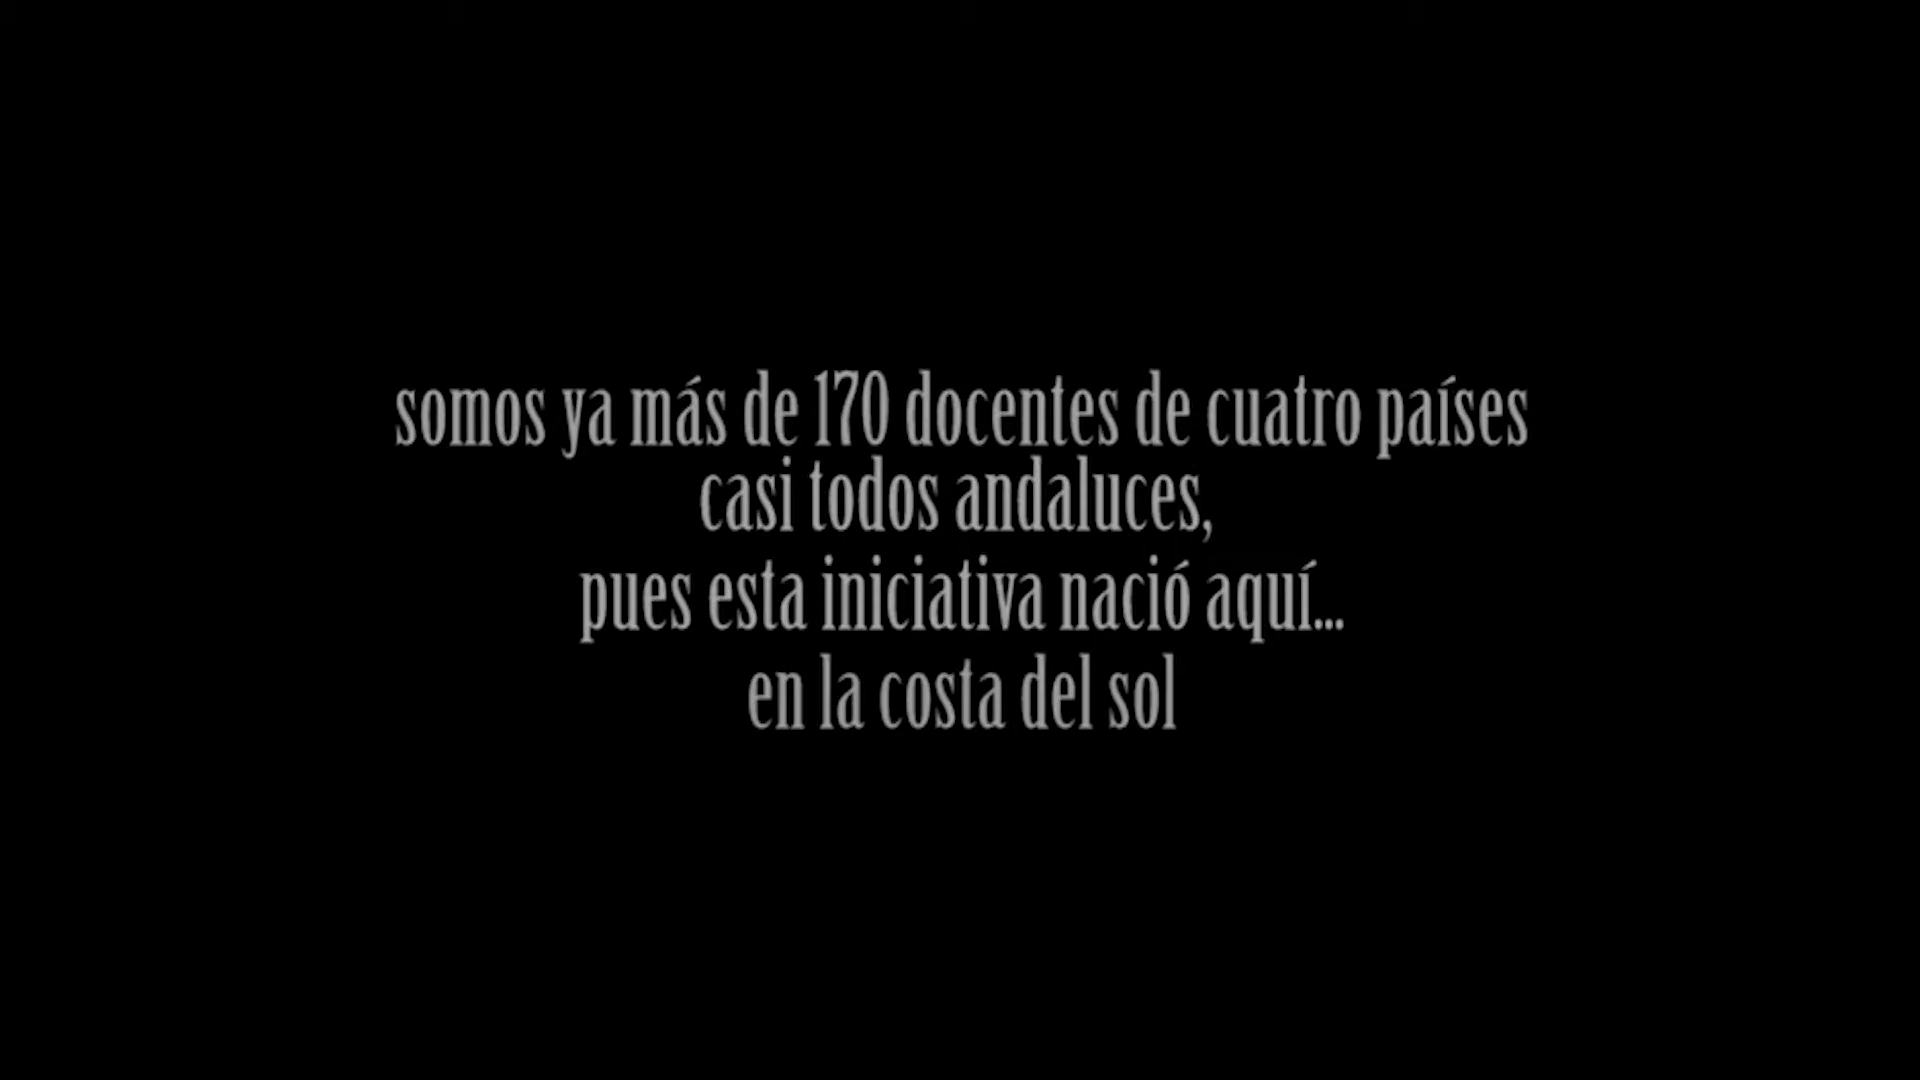 somos ya más de 170 docentes de cuatro países
casi todos andaluces,
pues esta iniciativa nació aquí...
en la costa del sol